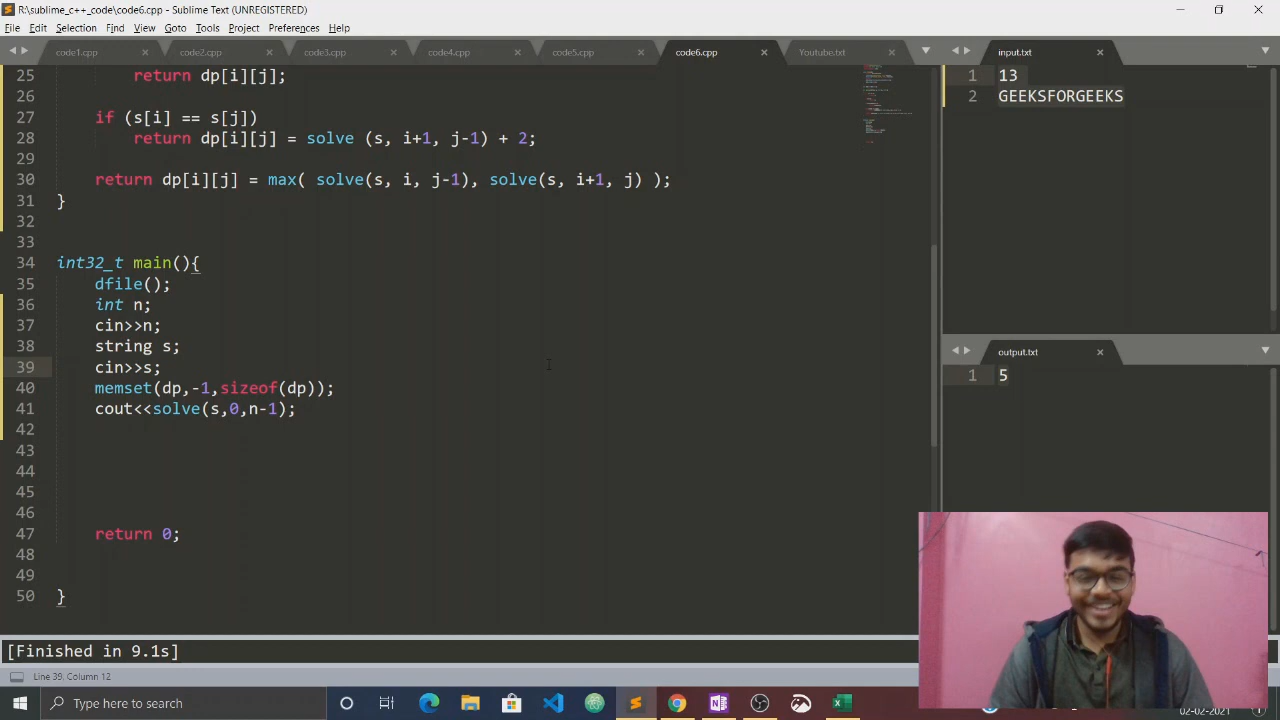 R:\sublime_c++_code\code6.cpp - Sublime Text (UNREGISTERED)
File Edit Selection Find View Goto Tools Project Preferences Help
code1.cpp code2.cpp code3.cpp code4.cpp code5.cpp code6.cpp Youtube.txt
25 return dp[i][j];
26
27 if (s[i] == s[j])
28 return dp[i][j] = solve (s, i+1, j-1) + 2;
29
30 return dp[i][j] = max( solve(s, i, j-1), solve(s, i+1, j) );
31 }
32
33
34 int32_t main(){
35 dfile();
36 int n;
37 cin>>n;
38 string s;
39 cin>>s;
40 memset(dp,-1,sizeof(dp));
41 cout<<solve(s,0,n-1);
42
43
44
45
46
47 return 0;
48
49
50 }
input.txt
1 13
2 GEEKSFORGEEKS
output.txt
1 5
[Finished in 9.1s]
Line 39, Column 12
Type here to search
02-02-2021